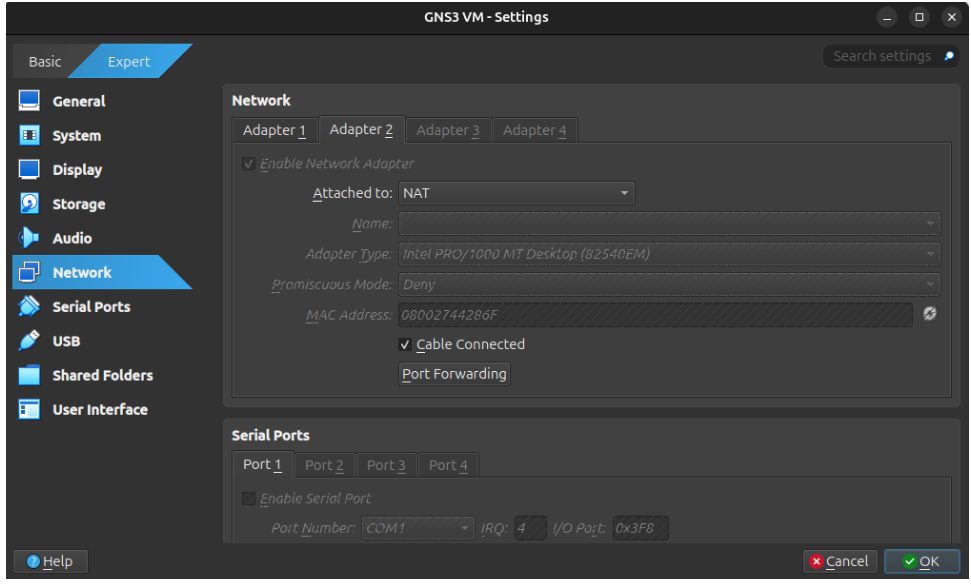 GNS3 VM - Settings
Basic
Expert
Search settings
General
System
Display
Storage
Audio
Network
Serial Ports
USB
Shared Folders
User Interface
Network
Adapter 1 Adapter 2 Adapter 3 Adapter 4
Enable Network Adapter
Attached to: NAT
Name:
Adapter Type: Intel PRO/1000 MT Desktop (82540EM)
Promiscuous Mode: Deny
MAC Address: 08002744286F
Cable Connected
Port Forwarding
Serial Ports
Port 1 Port 2 Port 3 Port 4
Enable Serial Port
Port Number: COM1 IRQ: 4 I/O Port: 0x3F8
Help
Cancel
OK